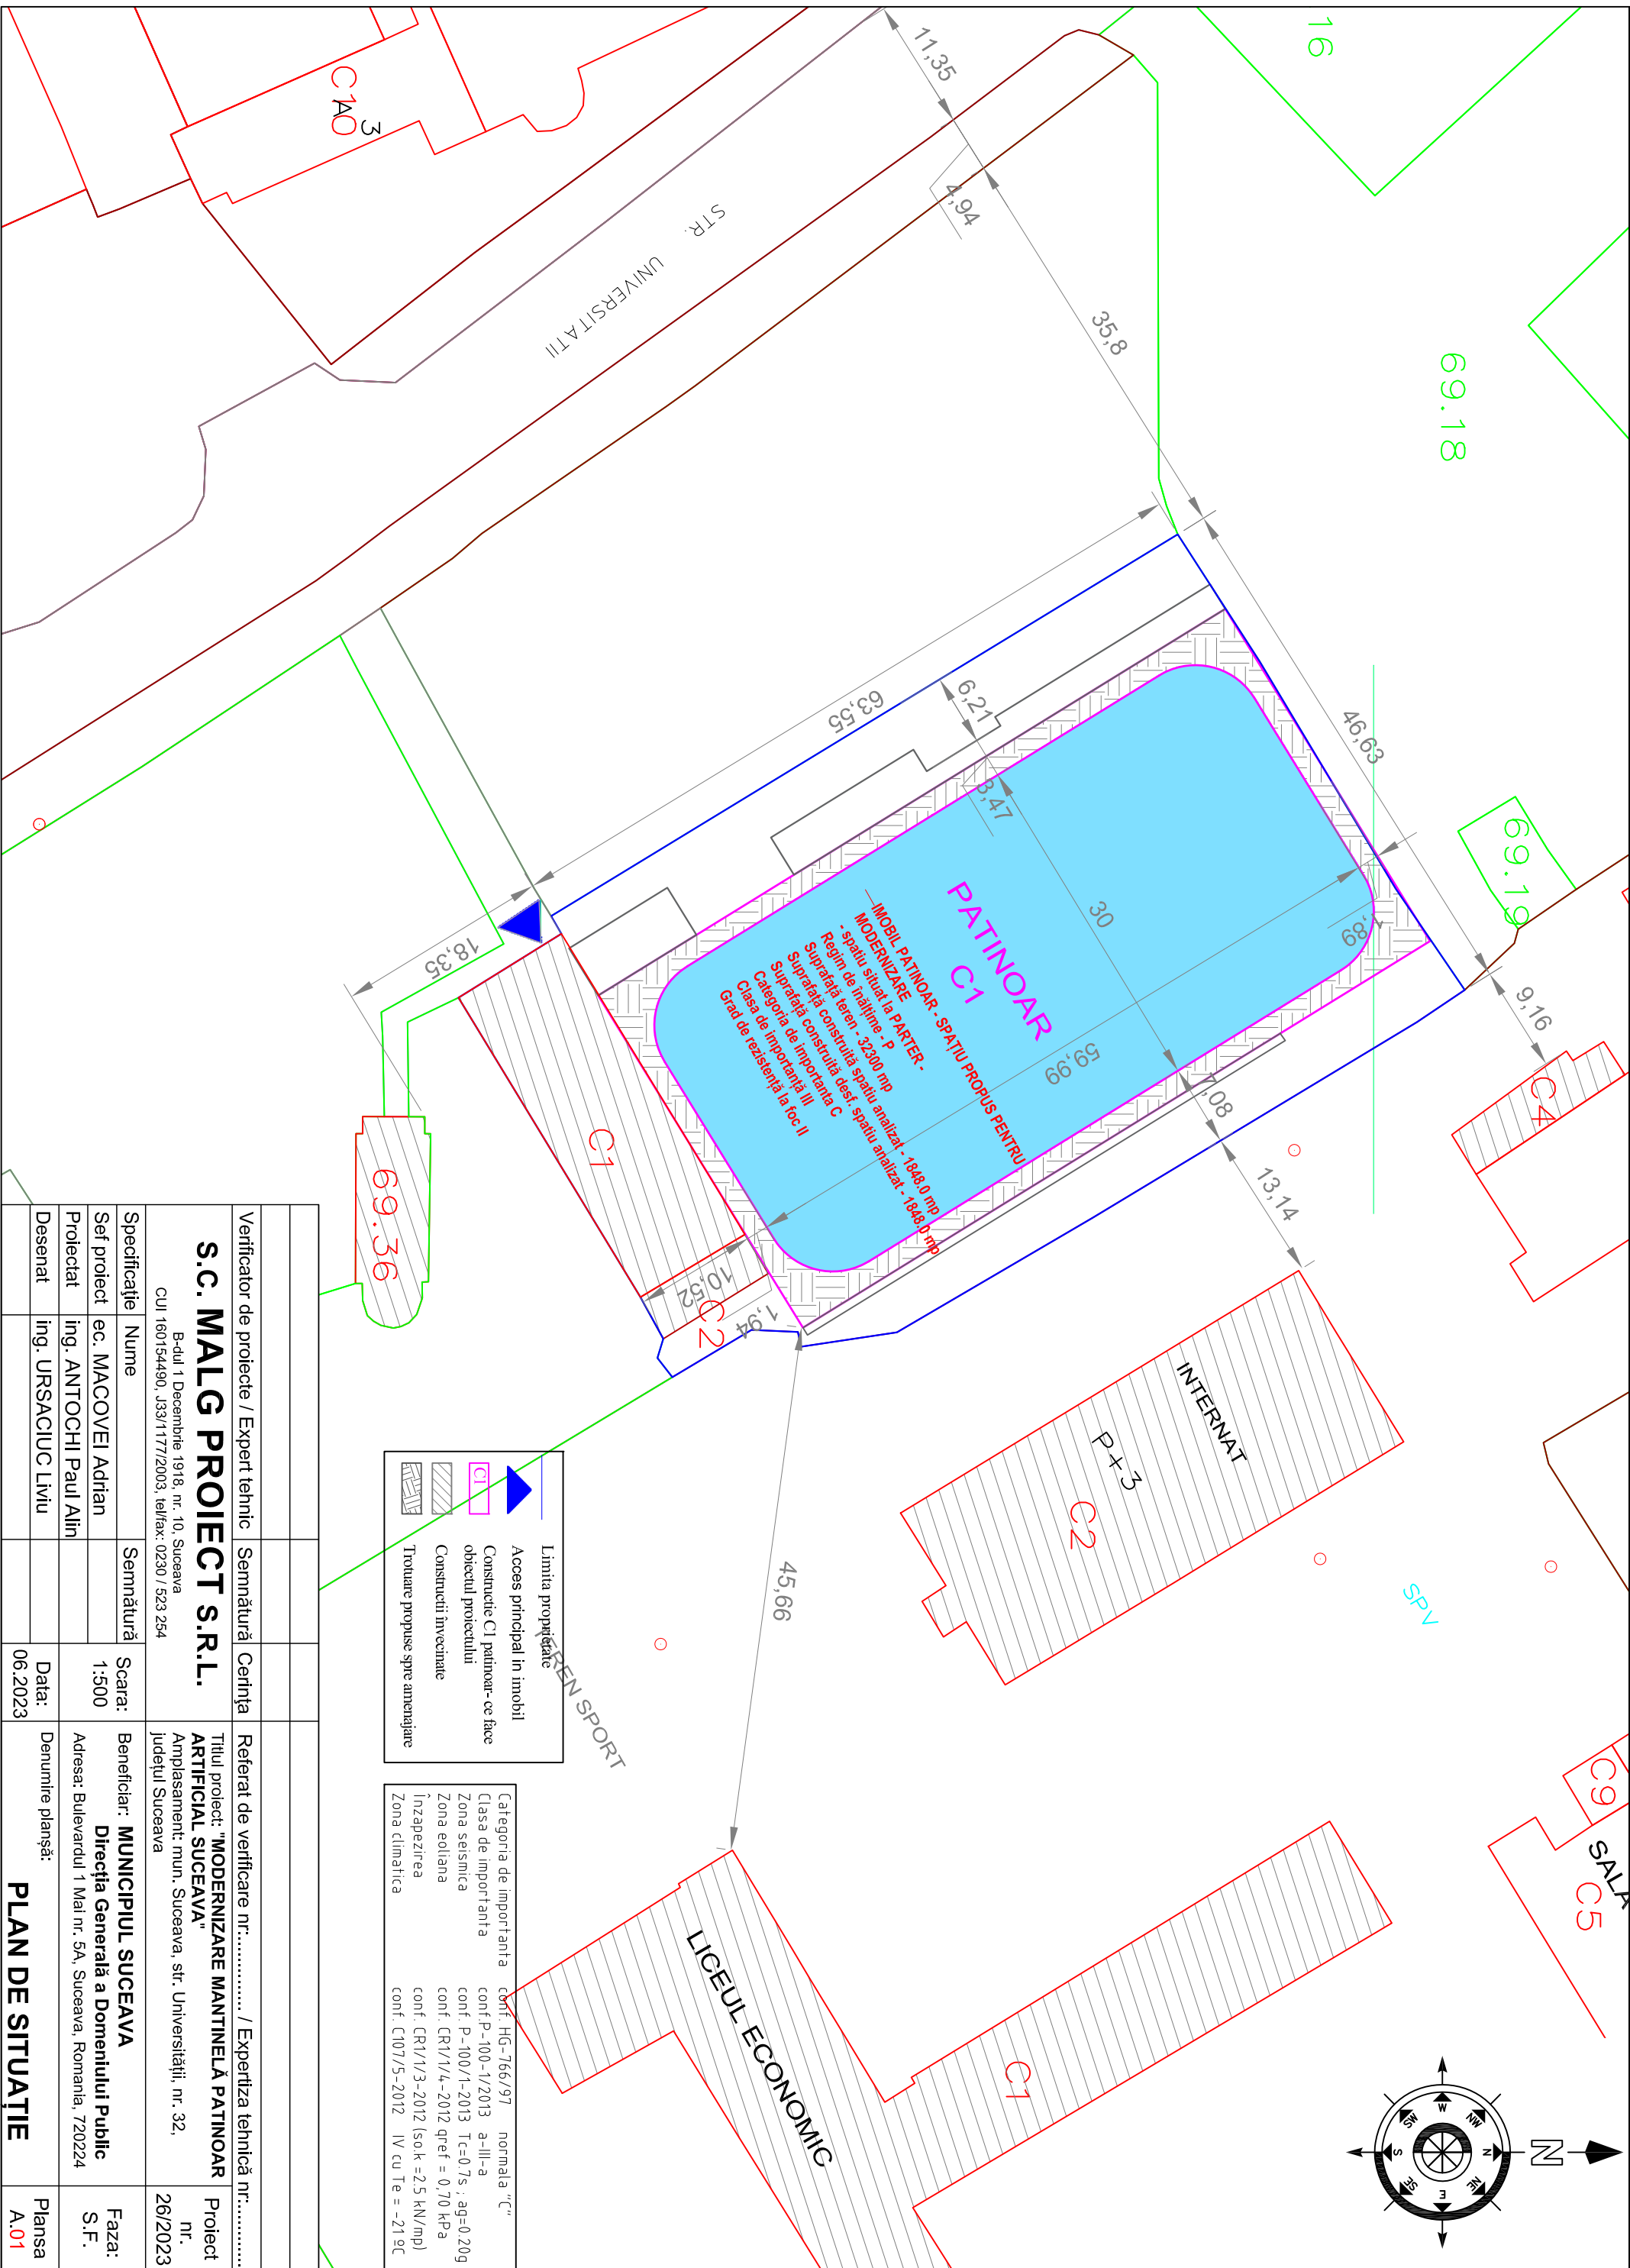 16
69.18
69.19
11,35
4,94
35,8
46,63
9,16
63,55
6,21
3,47
30
59,99
13,14
18,35
10,52
1,94
45,66
C10
A
3
STR. UNIVERSITATII
PATINOAR
C1
IMOBIL PATINOAR - SPAȚIU PROPUS PENTRU
MODERNIZARE
- spatiu situat la PARTER -
Regim de înălțime - P
Suprafață teren - 32300 mp
Suprafață construită spatiu analizat - 1848.0 mp
Suprafață construită desf. spatiu analizat - 1848.0 mp
Categoria de importanta C
Clasa de importanță III
Grad de rezistență la foc II
C1
C2
69.36
C4
INTERNAT
P+3
C2
SPV
C9
SALA
C5
TEREN SPORT
LICEUL ECONOMIC
C1
N
N
NE
E
SE
S
SW
W
NW
Limita proprietate
Acces principal in imobil
C1
Constructie C1 patinoar- ce face
obiectul proiectului
Constructii învecinate
Trotuare propuse spre amenajare
Categoria de importanta conf. HG-766/97 normala "C"
Clasa de importanta conf.P-100-1/2013 a-III-a
Zona seismica conf. P-100/1-2013 Tc=0.7s ; ag=0.20g
Zona eoliana conf. CR1/1/4-2012 qref = 0,70 kPa
Înzapezirea conf. CR1/1/3-2012 (so.k =2.5 kN/mp)
Zona climatica conf. C107/5-2012 IV cu Te = -21ºC
Verificator de proiecte / Expert tehnic Semnătură Cerința Referat de verificare nr:............. / Expertiza tehnică nr:.............
S.C. MALG PROIECT S.R.L.
B-dul 1 Decembrie 1918, nr. 10, Suceava
CUI 160154490, J33/1177/2003, tel/fax: 0230 / 523 254
Titlul proiect: "MODERNIZARE MANTINELĂ PATINOAR
ARTIFICIAL SUCEAVA"
Amplasament: mun. Suceava, str. Universității, nr. 32,
județul Suceava
Proiect
nr.
26/2023
Specificație Nume Semnătură
Sef proiect ec. MACOVEI Adrian
Proiectat ing. ANTOCHI Paul Alin
Desenat ing. URSACIUC Liviu
Scara:
1:500
Data:
06.2023
Beneficiar: MUNICIPIUL SUCEAVA
Direcția Generală a Domeniului Public
Adresa: Bulevardul 1 Mai nr. 5A, Suceava, Romania, 720224
Faza:
S.F.
Denumire planșă:
PLAN DE SITUAȚIE
Plansa
A.01